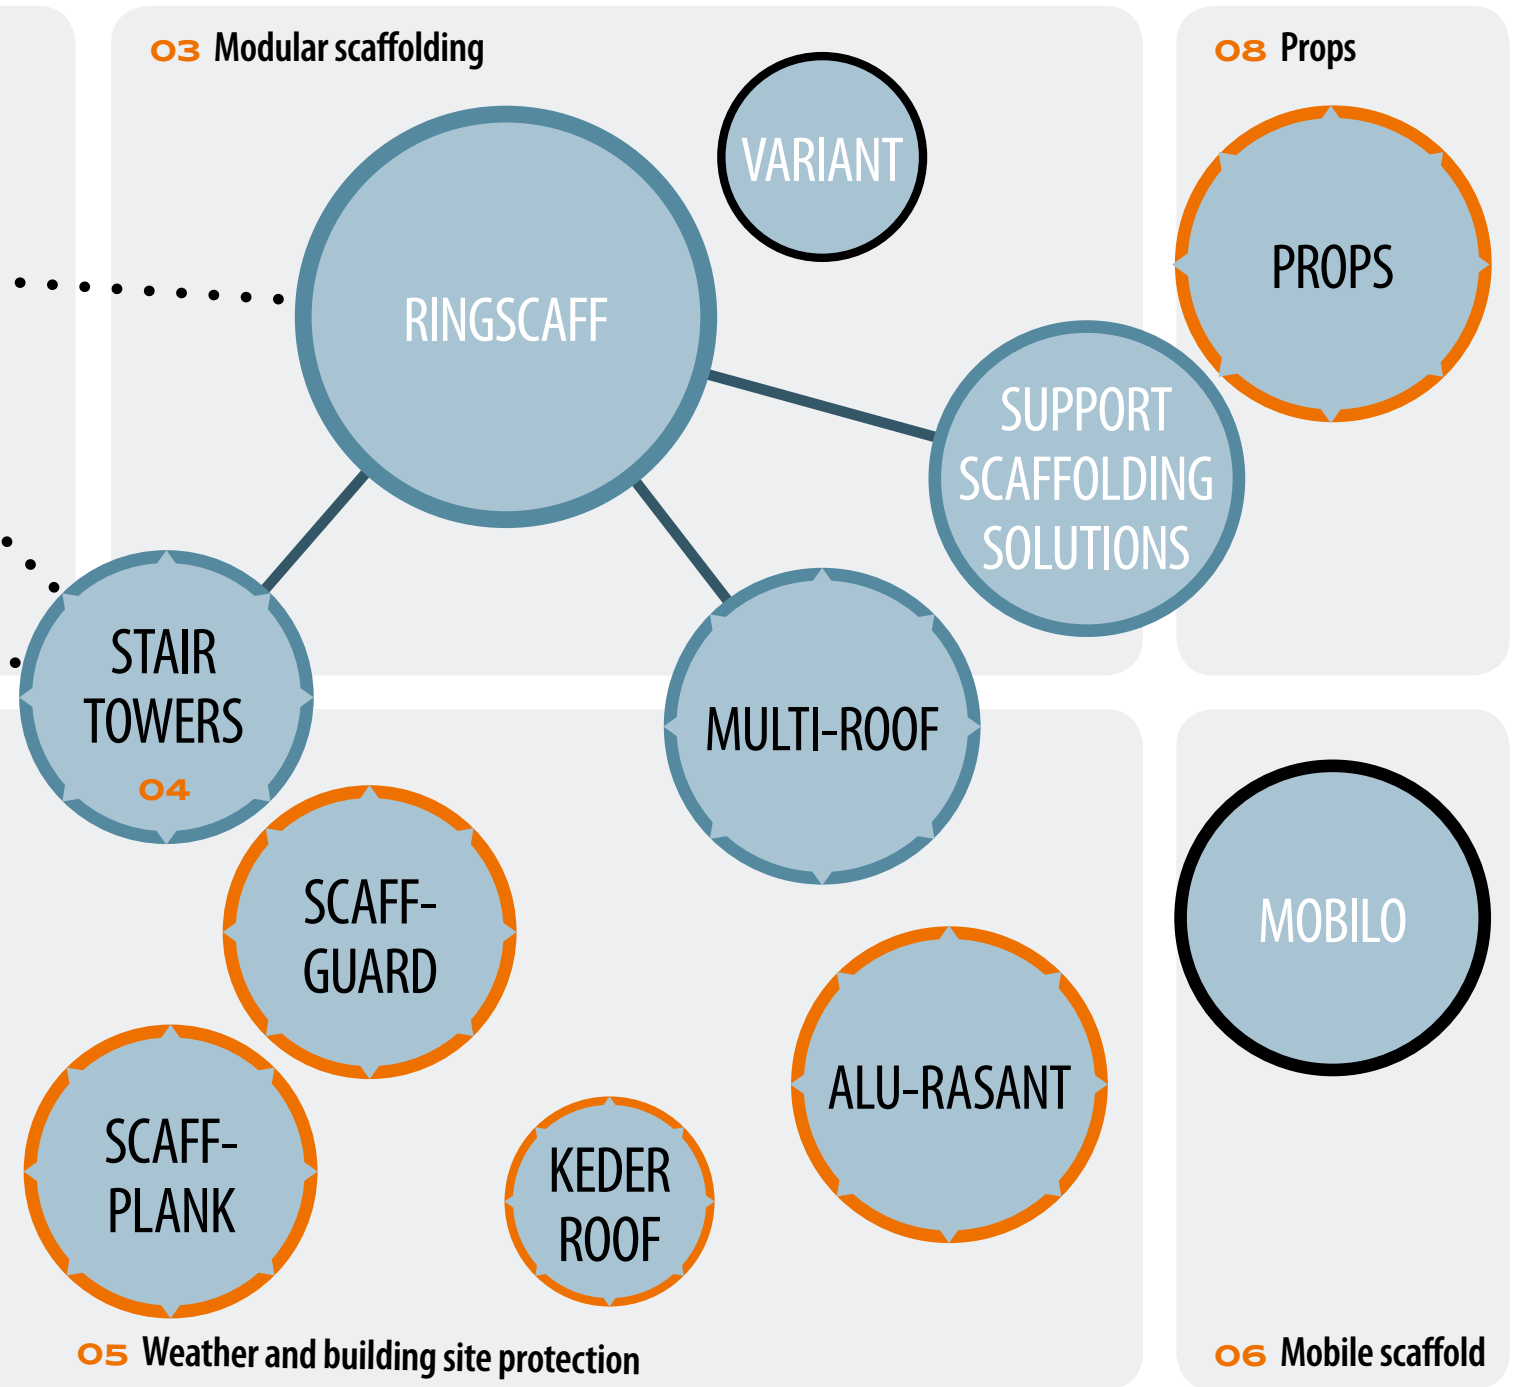 03 Modular scaffolding
08 Props
VARIANT
PROPS
RINGSCAFF
SUPPORT
SCAFFOLDING
SOLUTIONS
STAIR
TOWERS
04
MULTI-ROOF
SCAFF-
GUARD
MOBILO
ALU-RASANT
SCAFF-
PLANK
KEDER
ROOF
05 Weather and building site protection
06 Mobile scaffold